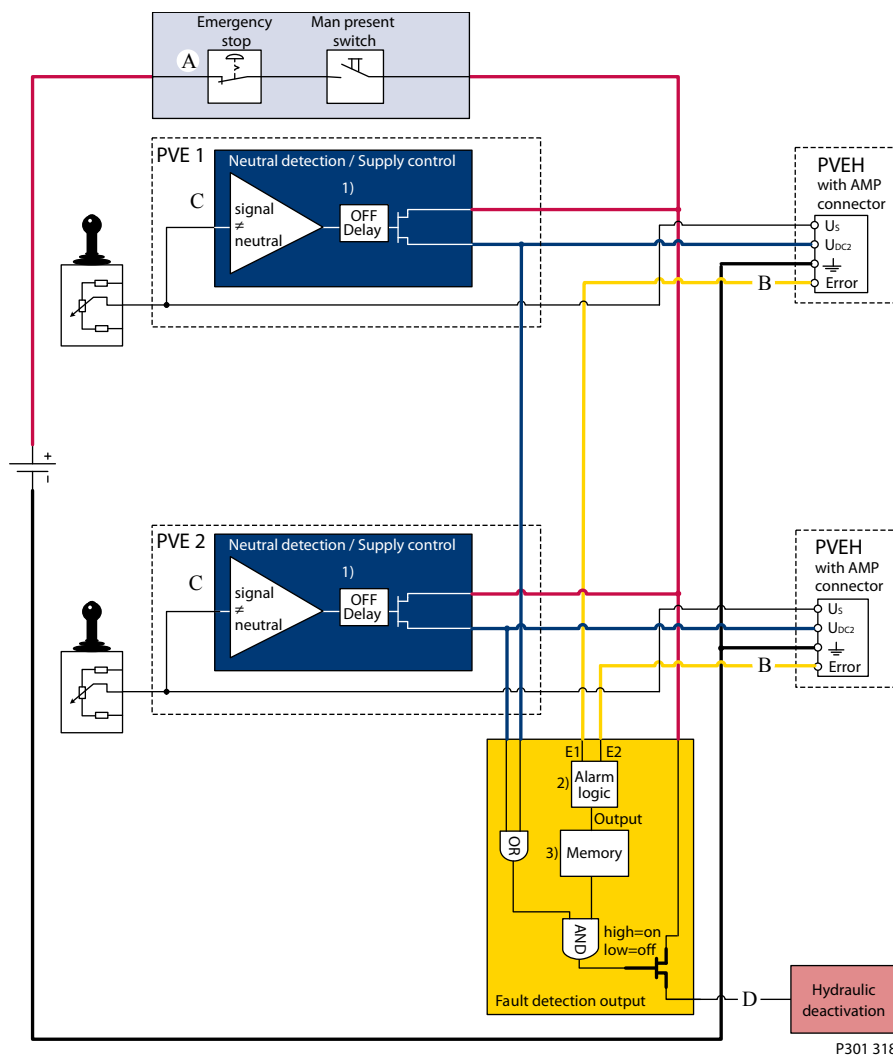 Emergency stop
Man present switch
A
PVE 1
Neutral detection / Supply control
C
signal ≠ neutral
1)
OFF Delay
PVEH
with AMP connector
Us
UDC2
Error
B
+
-
PVE 2
Neutral detection / Supply control
C
signal ≠ neutral
1)
OFF Delay
PVEH
with AMP connector
Us
UDC2
Error
B
E1
E2
2)
Alarm logic
Output
OR
3)
Memory
AND
high=on
low=off
Fault detection output
D
Hydraulic deactivation
P301 318